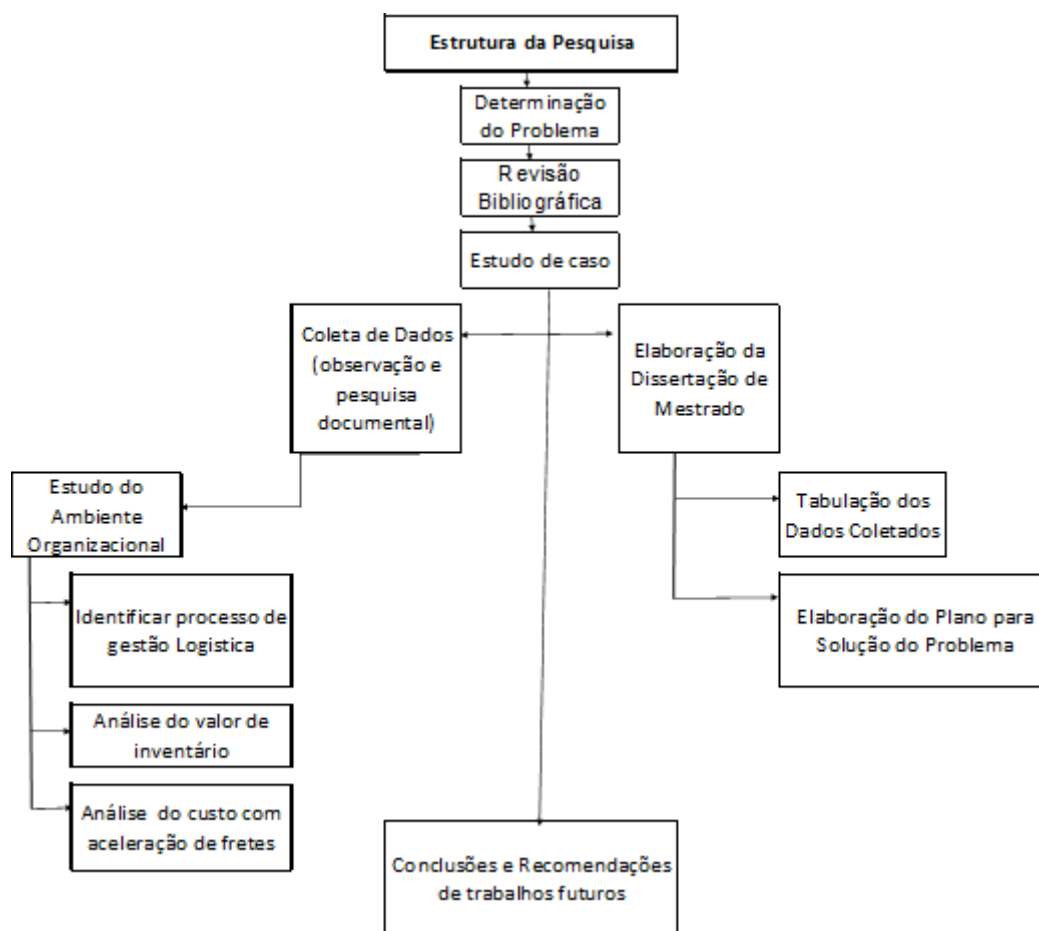 Estrutura da Pesquisa
Determinação
do Problema
Revisão
Bibliográfica
Estudo de caso
Coleta de Dados
(observação e
pesquisa
documental)
Elaboração da
Dissertação de
Mestrado
Estudo do
Ambiente
Organizacional
Tabulação dos
Dados Coletados
Identificar processo de
gestão Logistica
Elaboração do Plano para
Solução do Problema
Análise do valor de
inventário
Análise do custo com
aceleração de fretes
Conclusões e Recomendações
de trabalhos futuros